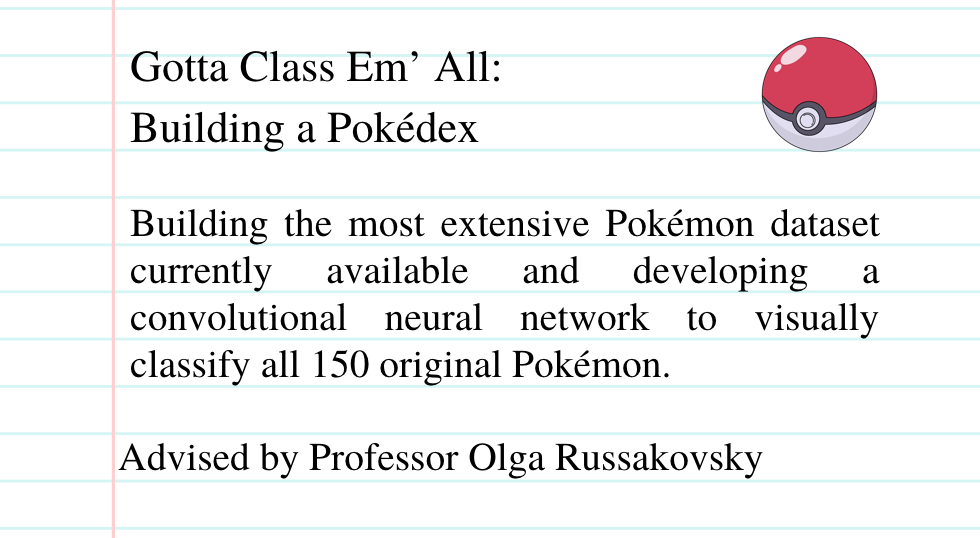 Gotta Class Em’ All:
Building a Pokédex
Building the most extensive Pokémon dataset
currently available and developing a
convolutional neural network to visually
classify all 150 original Pokémon.
Advised by Professor Olga Russakovsky